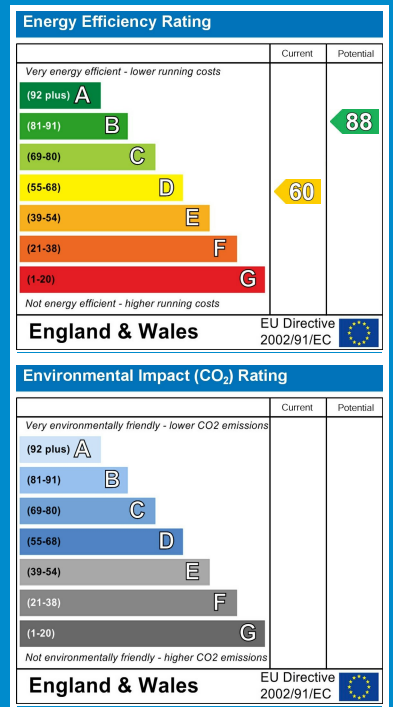 Energy Efficiency Rating
Current Potential
Very energy efficient - lower running costs
(92 plus) A
(81-91) B
88
(69-80) C
(55-68) D
60
(39-54) E
(21-38) F
(1-20) G
Not energy efficient - higher running costs
England & Wales
EU Directive
2002/91/EC
Environmental Impact (CO₂) Rating
Current Potential
Very environmentally friendly - lower CO2 emissions
(92 plus) A
(81-91) B
(69-80) C
(55-68) D
(39-54) E
(21-38) F
(1-20) G
Not environmentally friendly - higher CO2 emissions
England & Wales
EU Directive
2002/91/EC